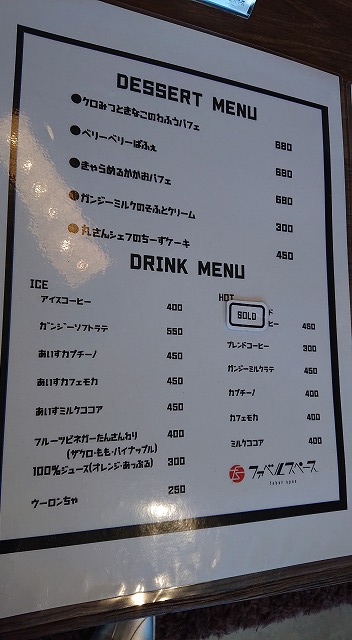 DESSERT MENU
●クロみつときなこのわふうパフェ 680
●ベリーベリーぱふぇ 680
●きゃらめるかかおパフェ 680
●ガンジーミルクのそふとクリーム 300
●丸さんシェフのちーずケーキ 450
DRINK MENU
ICE
アイスコーヒー 400
ガンジーソフトラテ 550
あいすカプチーノ 450
あいすカフェモカ 450
あいすミルクココア 450
フルーツビネガーたんさんわり 400
(ザクロ・もも・パイナップル)
100%ジュース(オレンジ・あっぷる) 300
ウーロンちゃ 250
HOT
SOLD ド
ヒー 450
ブレンドコーヒー 300
ガンジーミルクラテ 450
カプチーノ 400
カフェモカ 400
ミルクココア 400
ファベルスペース
faber space